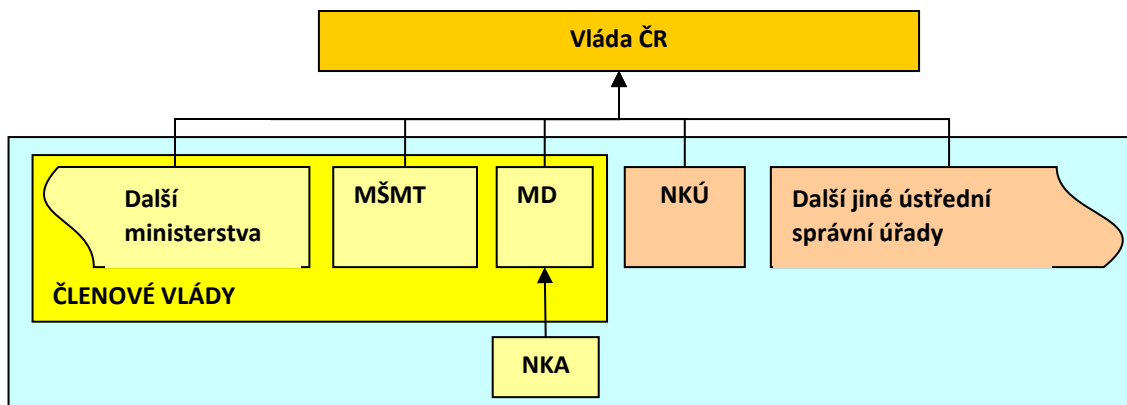 Vláda ČR
Další
ministerstva
MŠMT
MD
NKÚ
Další jiné ústřední
správní úřady
ČLENOVÉ VLÁDY
NKA